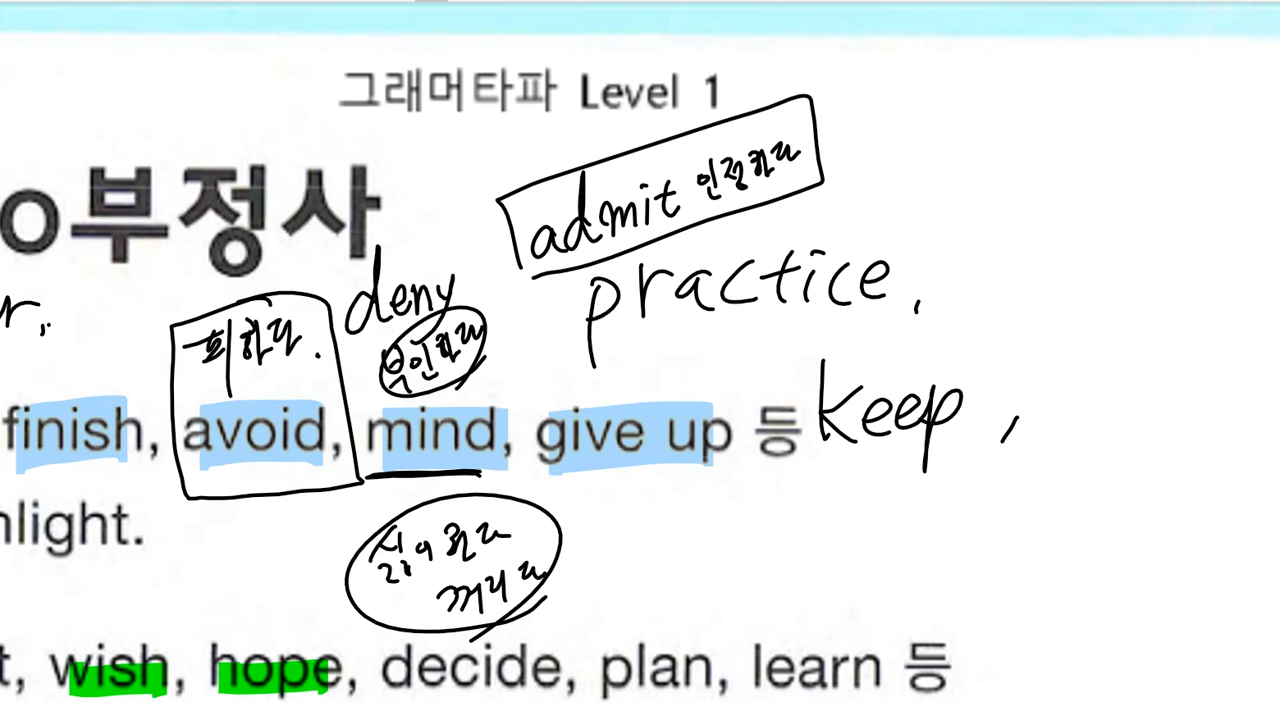 그래머타파 Level 1
admit 인정하다
o부정사
deny
practice.
r.
피하다.
부인하다
finish, avoid, mind, give up 등
keep,
nlight.
싫어하다
꺼리다
t, wish, hope, decide, plan, learn 등